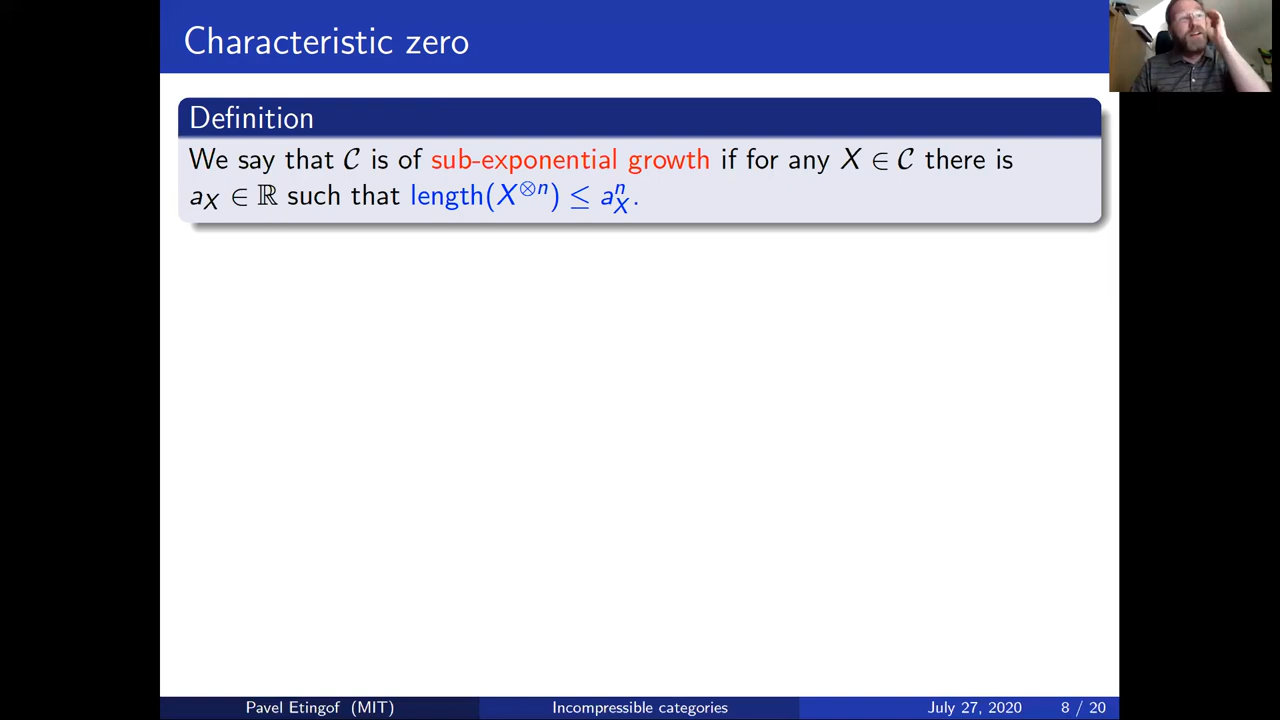 Characteristic zero
Definition
We say that 𝒞 is of sub-exponential growth if for any X ∈ 𝒞 there is
a_X ∈ ℝ such that length(X^{⊗n}) ≤ a_X^n.
Pavel Etingof (MIT)
Incompressible categories
July 27, 2020
8 / 20